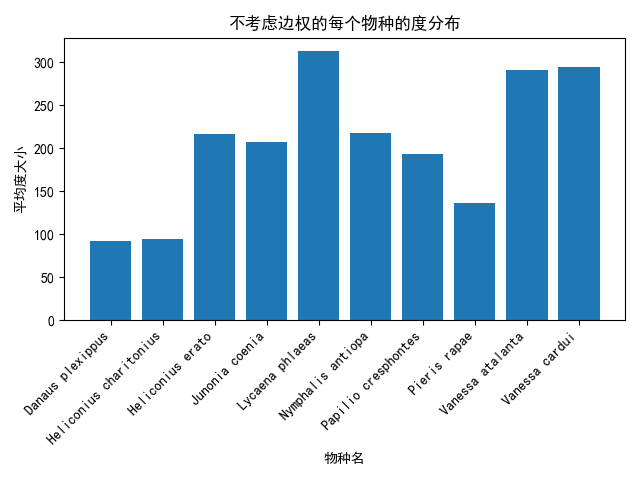 不考虑边权的每个物种的度分布
平均度大小
300
250
200
150
100
50
0
Danaus plexippus
Heliconius charitonius
Heliconius erato
Junonia coenia
Lycaena phlaeas
Nymphalis antiopa
Papilio cresphontes
Pieris rapae
Vanessa atalanta
Vanessa cardui
物种名